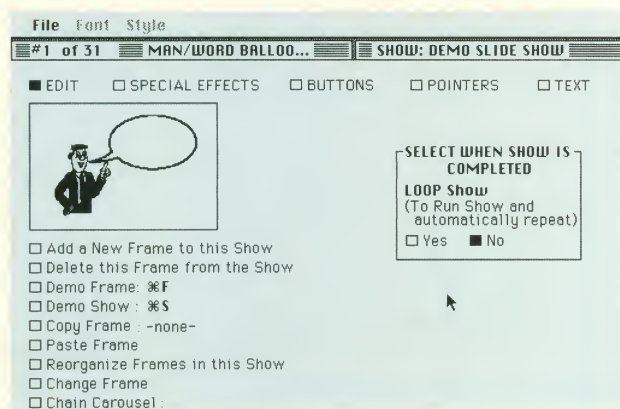 File Font Style
#1 of 31 MAN/WORD BALLOO... SHOW: DEMO SLIDE SHOW
EDIT SPECIAL EFFECTS BUTTONS POINTERS TEXT
SELECT WHEN SHOW IS
COMPLETED
LOOP Show
(To Run Show and
automatically repeat)
Yes No
Add a New Frame to this Show
Delete this Frame from the Show
Demo Frame: ⌘F
Demo Show : ⌘S
Copy Frame : -none-
Paste Frame
Reorganize Frames in this Show
Change Frame
Chain Carousel :